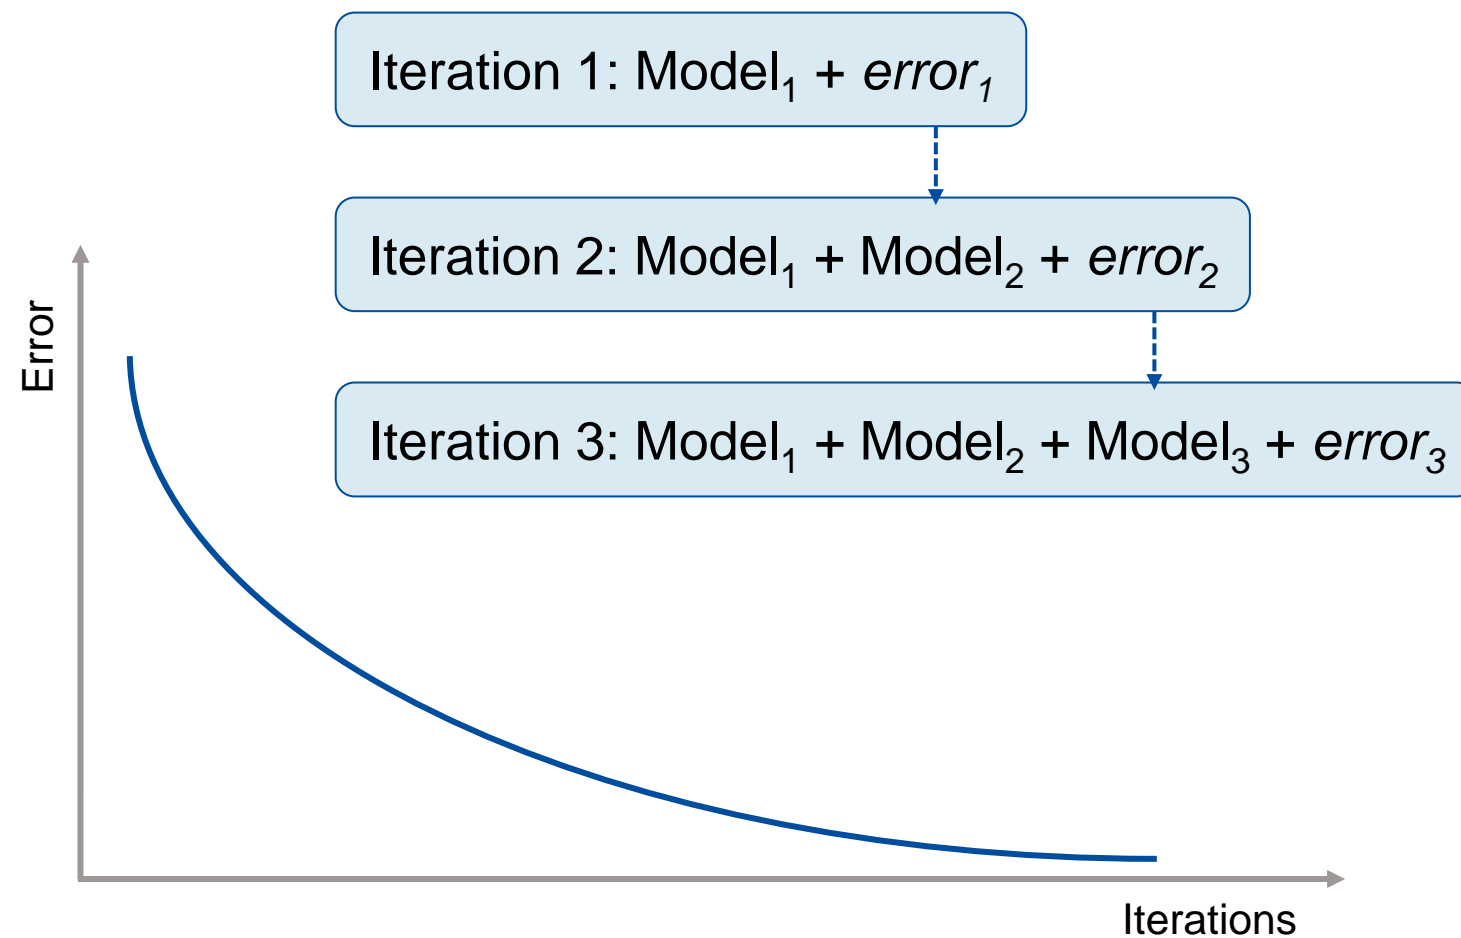 Iteration 1: Model₁ + error₁
Iteration 2: Model₁ + Model₂ + error₂
Iteration 3: Model₁ + Model₂ + Model₃ + error₃
Error
Iterations